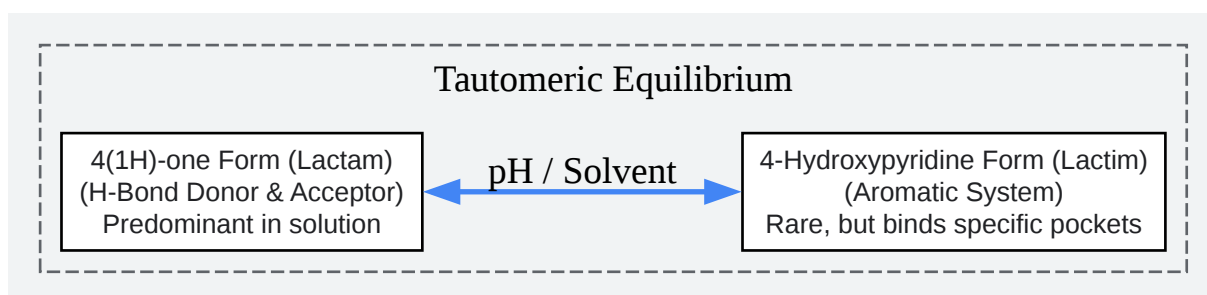 Tautomeric Equilibrium
4(1H)-one Form (Lactam)
(H-Bond Donor & Acceptor)
Predominant in solution
pH / Solvent
4-Hydroxypyridine Form (Lactim)
(Aromatic System)
Rare, but binds specific pockets